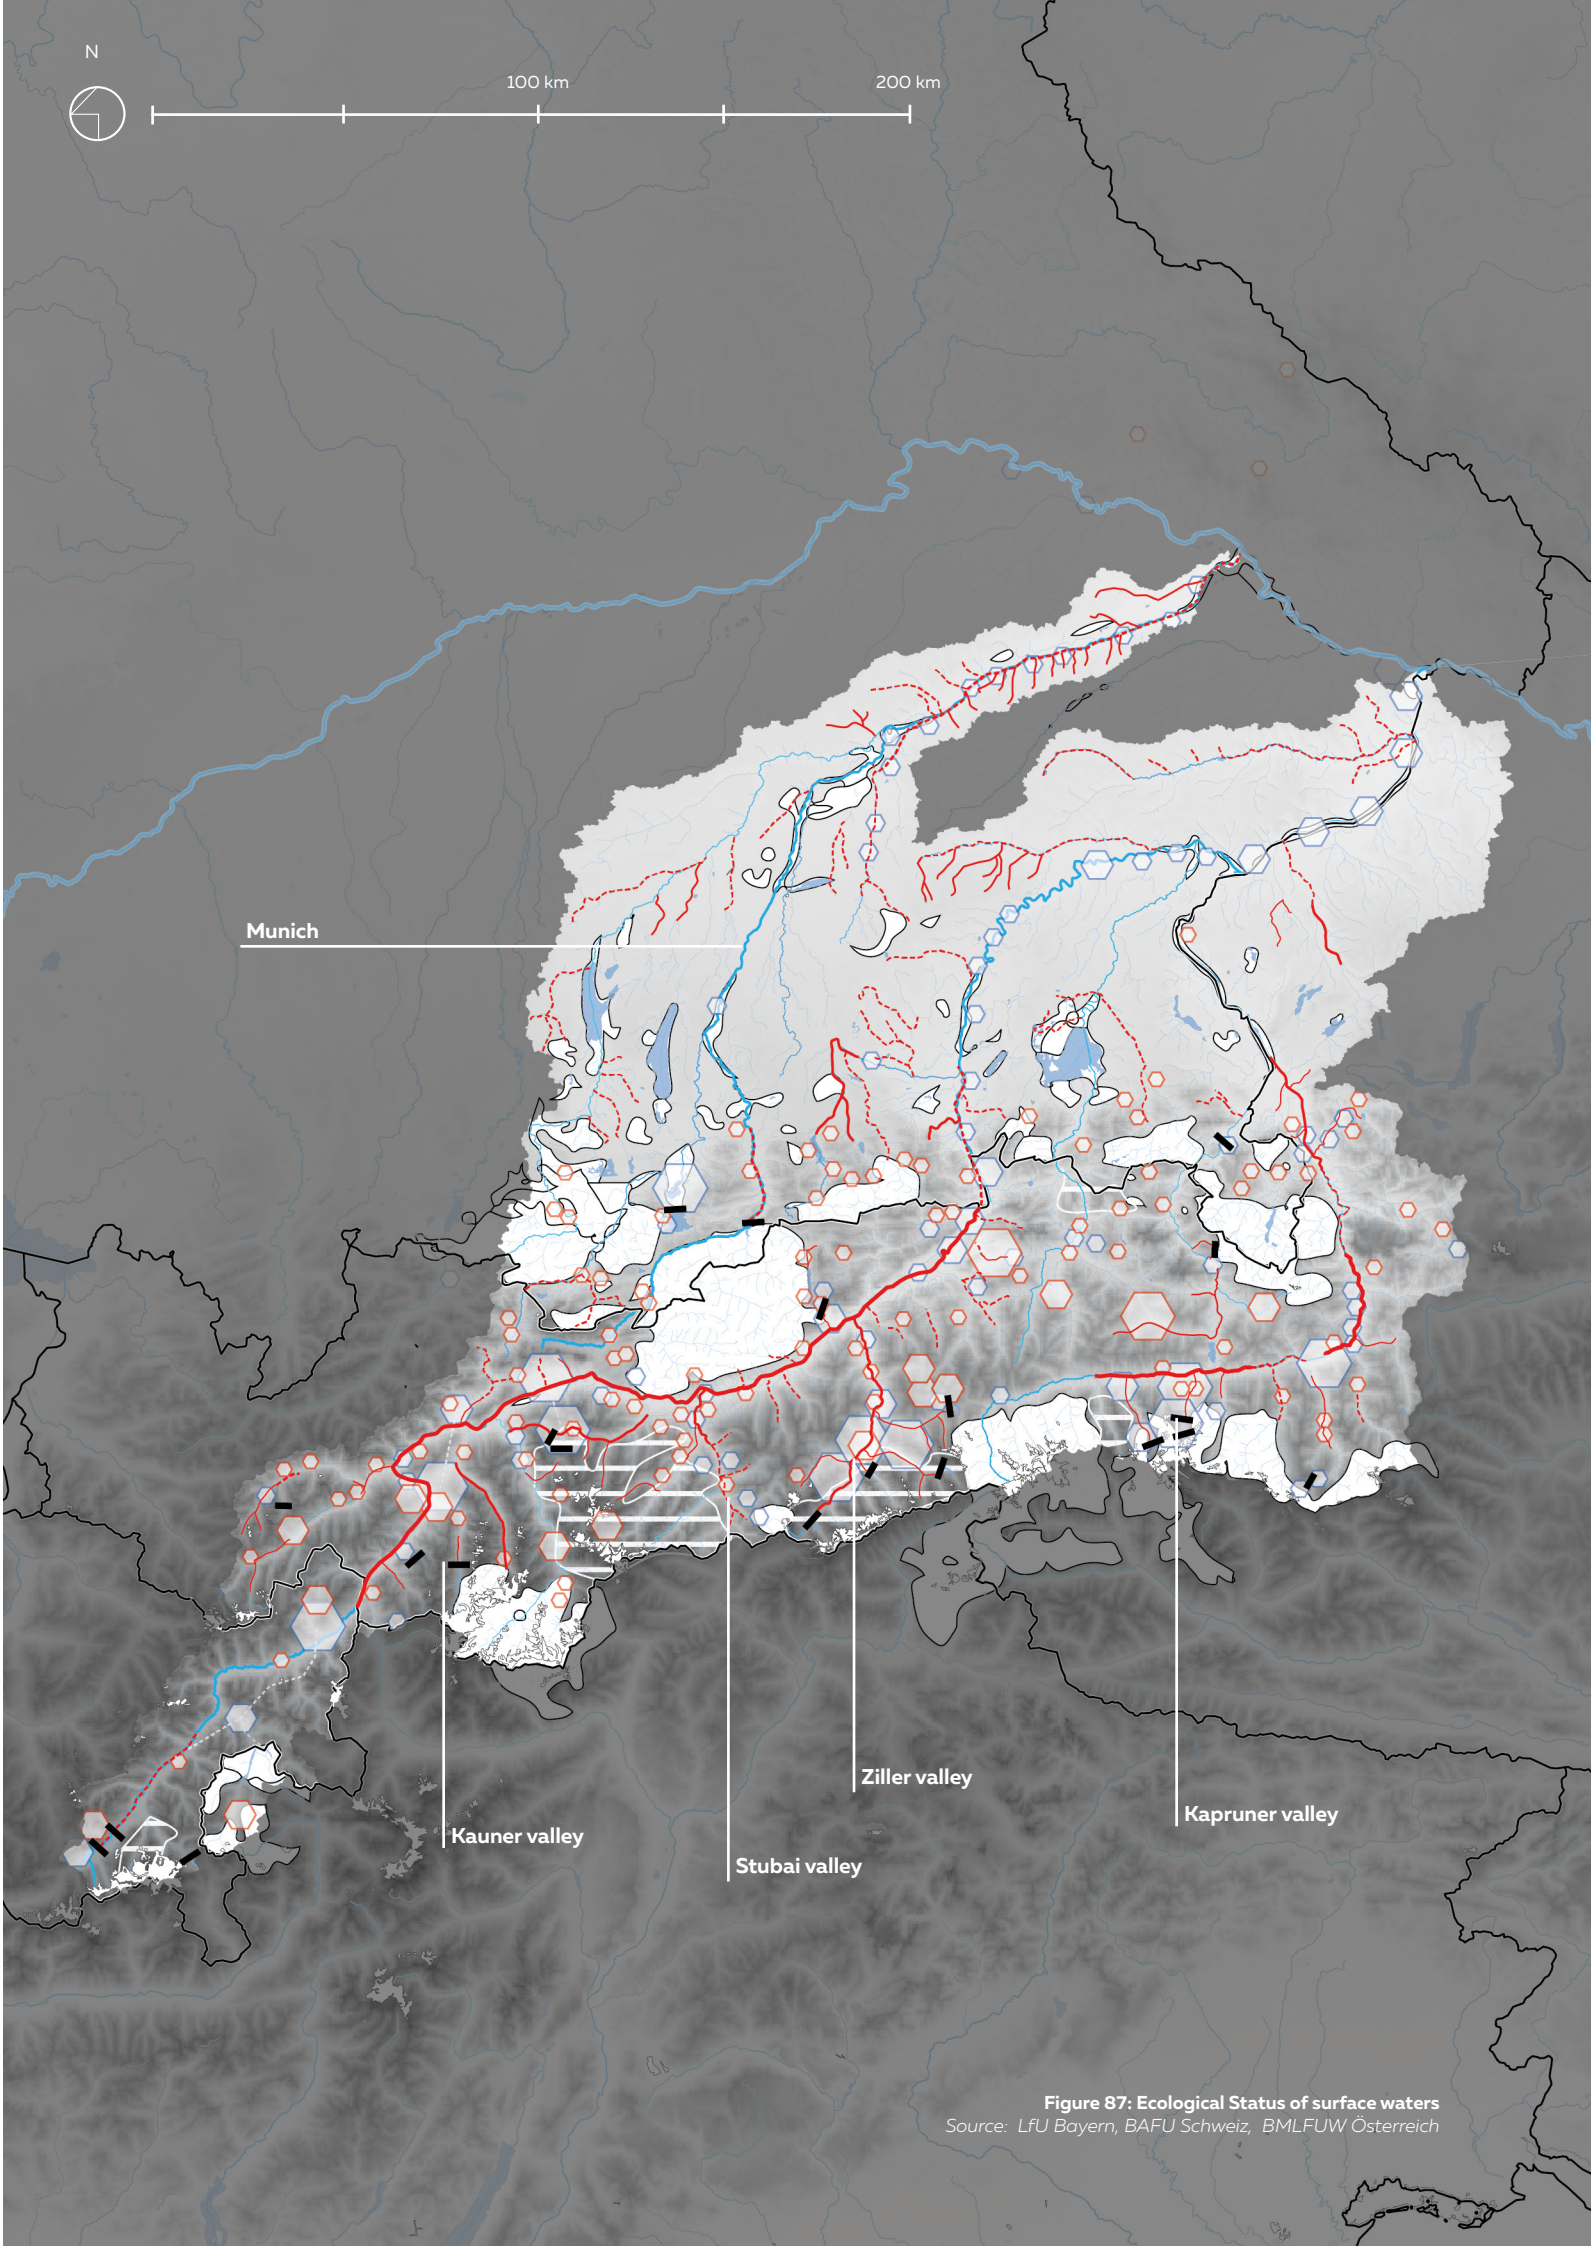 N
100 km
200 km
Munich
Ziller valley
Kapruner valley
Kauner valley
Stubai valley
Figure 87: Ecological Status of surface waters
Source: LfU Bayern, BAFU Schweiz, BMLFUW Österreich